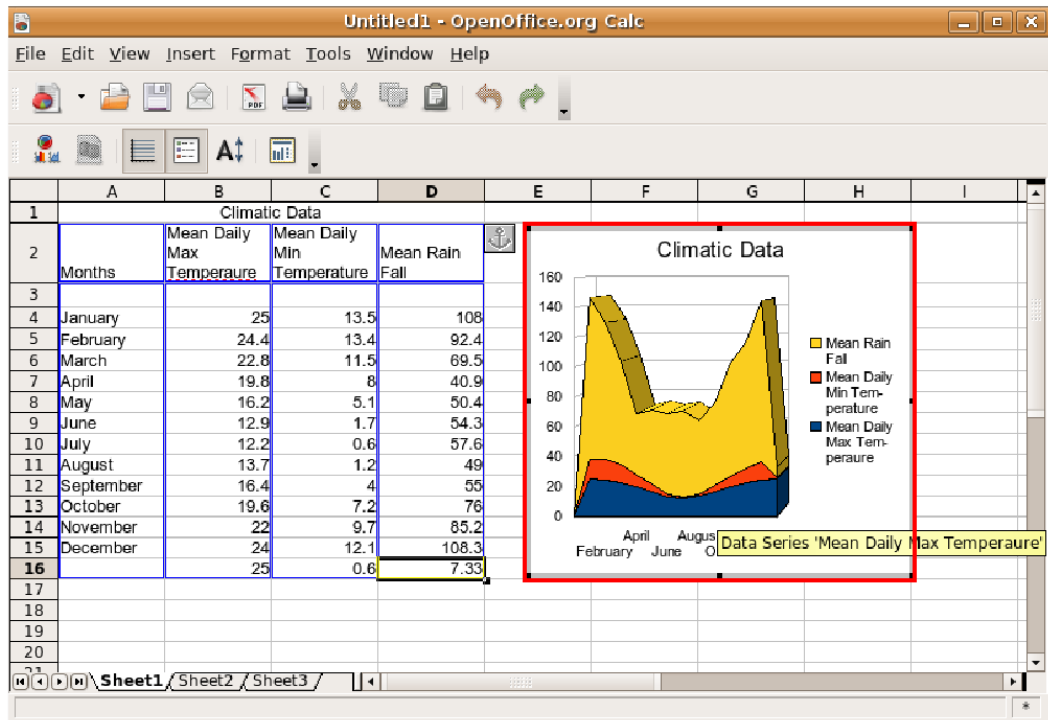 Untitled1 - OpenOffice.org Calc
File Edit View Insert Format Tools Window Help
PDF
A
A B C D E F G H I
1 Climatic Data
2 Months Mean Daily Max Temperaure Mean Daily Min Temperature Mean Rain Fall
3
4 January 25 13.5 108
5 February 24.4 13.4 92.4
6 March 22.8 11.5 69.5
7 April 19.8 8 40.9
8 May 16.2 5.1 50.4
9 June 12.9 1.7 54.3
10 July 12.2 0.6 57.6
11 August 13.7 1.2 49
12 September 16.4 4 55
13 October 19.6 7.2 76
14 November 22 9.7 85.2
15 December 24 12.1 108.3
16 25 0.6 7.33
17
18
19
20
Climatic Data
160
140
120
100
80
60
40
20
0
April Augus
February June O
Mean Rain
Fall
Mean Daily
Min Tem-
perature
Mean Daily
Max Tem-
peraure
Data Series 'Mean Daily Max Temperaure'
Sheet1 Sheet2 Sheet3
*